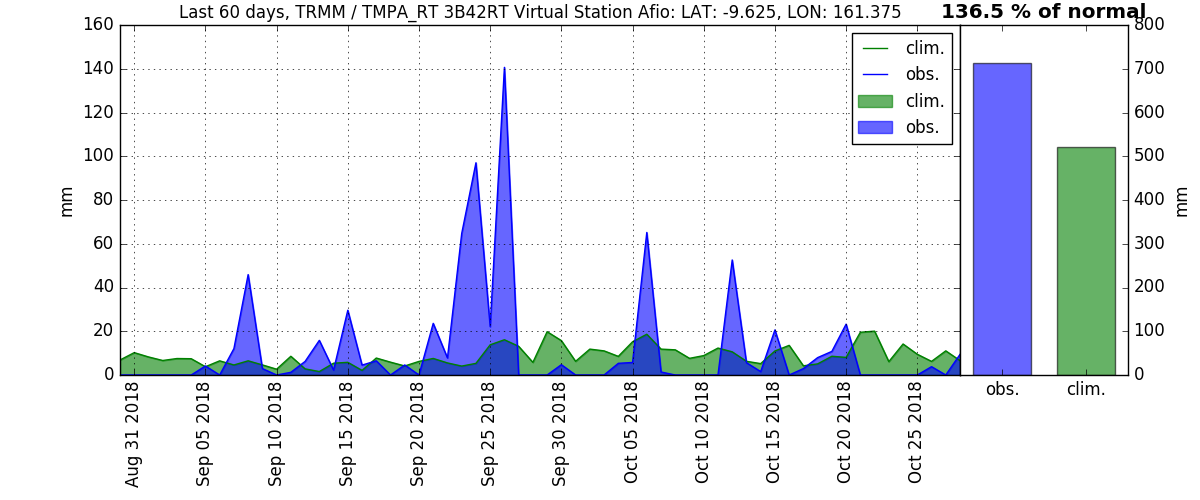 Last 60 days, TRMM / TMPA_RT 3B42RT Virtual Station Afio: LAT: -9.625, LON: 161.375
136.5 % of normal
160
140
120
100
80
60
40
20
0
mm
clim.
obs.
clim.
obs.
Aug 31 2018
Sep 05 2018
Sep 10 2018
Sep 15 2018
Sep 20 2018
Sep 25 2018
Sep 30 2018
Oct 05 2018
Oct 10 2018
Oct 15 2018
Oct 20 2018
Oct 25 2018
800
700
600
500
400
300
200
100
0
mm
obs.
clim.